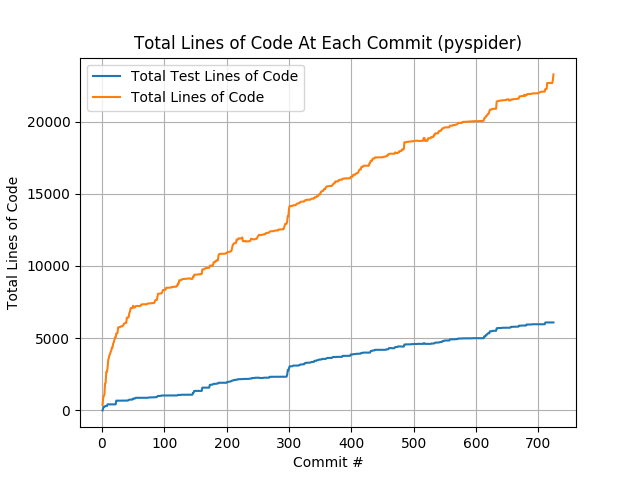 Total Lines of Code At Each Commit (pyspider)
Total Test Lines of Code
Total Lines of Code
Total Lines of Code
20000
15000
10000
5000
0
0 100 200 300 400 500 600 700
Commit #